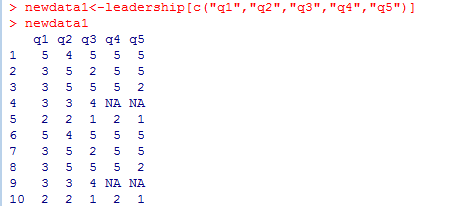 > newdata1<-leadership[c("q1","q2","q3","q4","q5")]
> newdata1
   q1 q2 q3 q4 q5
1   5  4  5  5  5
2   3  5  2  5  5
3   3  5  5  5  2
4   3  3  4 NA NA
5   2  2  1  2  1
6   5  4  5  5  5
7   3  5  2  5  5
8   3  5  5  5  2
9   3  3  4 NA NA
10  2  2  1  2  1